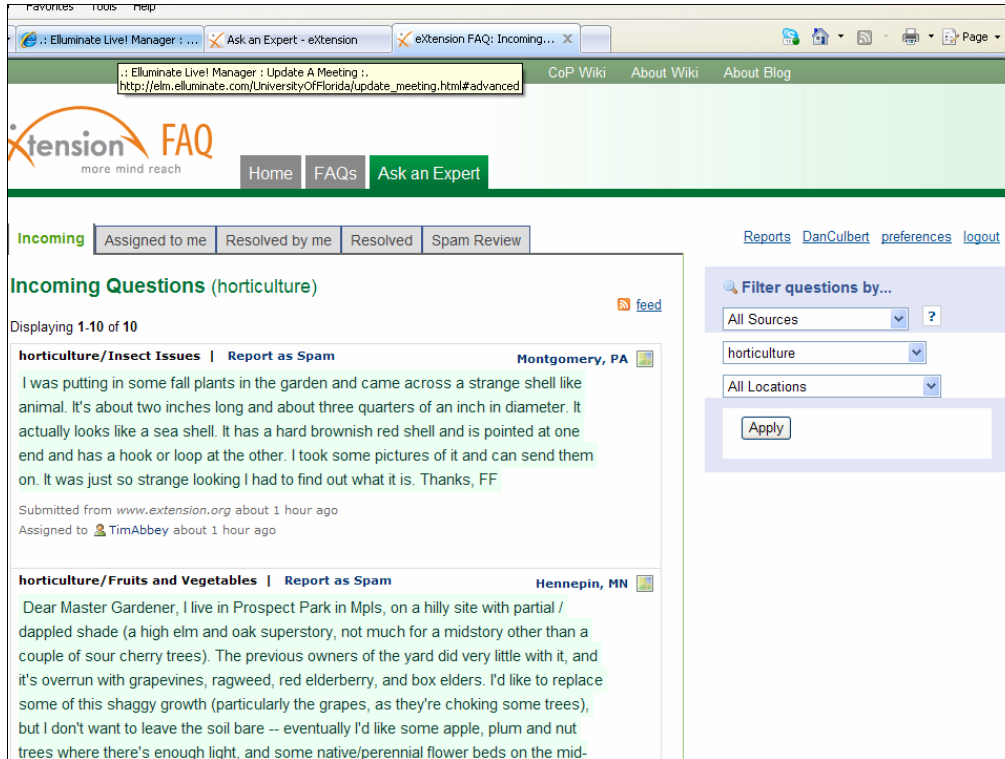 Favorites Tools Help
.: Elluminate Live! Manager : ... Ask an Expert - eXtension eXtension FAQ: Incoming... X Page
.: Elluminate Live! Manager : Update A Meeting :.
http://elm.elluminate.com/UniversityOfFlorida/update_meeting.html#advanced
CoP Wiki About Wiki About Blog
Xtension FAQ
more mind reach
Home FAQs Ask an Expert
Incoming Assigned to me Resolved by me Resolved Spam Review
Reports DanCulbert preferences logout
Incoming Questions (horticulture)
feed
Displaying 1-10 of 10
horticulture/Insect Issues | Report as Spam Montgomery, PA
I was putting in some fall plants in the garden and came across a strange shell like
animal. It's about two inches long and about three quarters of an inch in diameter. It
actually looks like a sea shell. It has a hard brownish red shell and is pointed at one
end and has a hook or loop at the other. I took some pictures of it and can send them
on. It was just so strange looking I had to find out what it is. Thanks, FF
Submitted from www.extension.org about 1 hour ago
Assigned to TimAbbey about 1 hour ago
horticulture/Fruits and Vegetables | Report as Spam Hennepin, MN
Dear Master Gardener, I live in Prospect Park in Mpls, on a hilly site with partial /
dappled shade (a high elm and oak superstory, not much for a midstory other than a
couple of sour cherry trees). The previous owners of the yard did very little with it, and
it's overrun with grapevines, ragweed, red elderberry, and box elders. I'd like to replace
some of this shaggy growth (particularly the grapes, as they're choking some trees),
but I don't want to leave the soil bare -- eventually I'd like some apple, plum and nut
trees where there's enough light, and some native/perennial flower beds on the mid-
Filter questions by...
All Sources ?
horticulture
All Locations
Apply